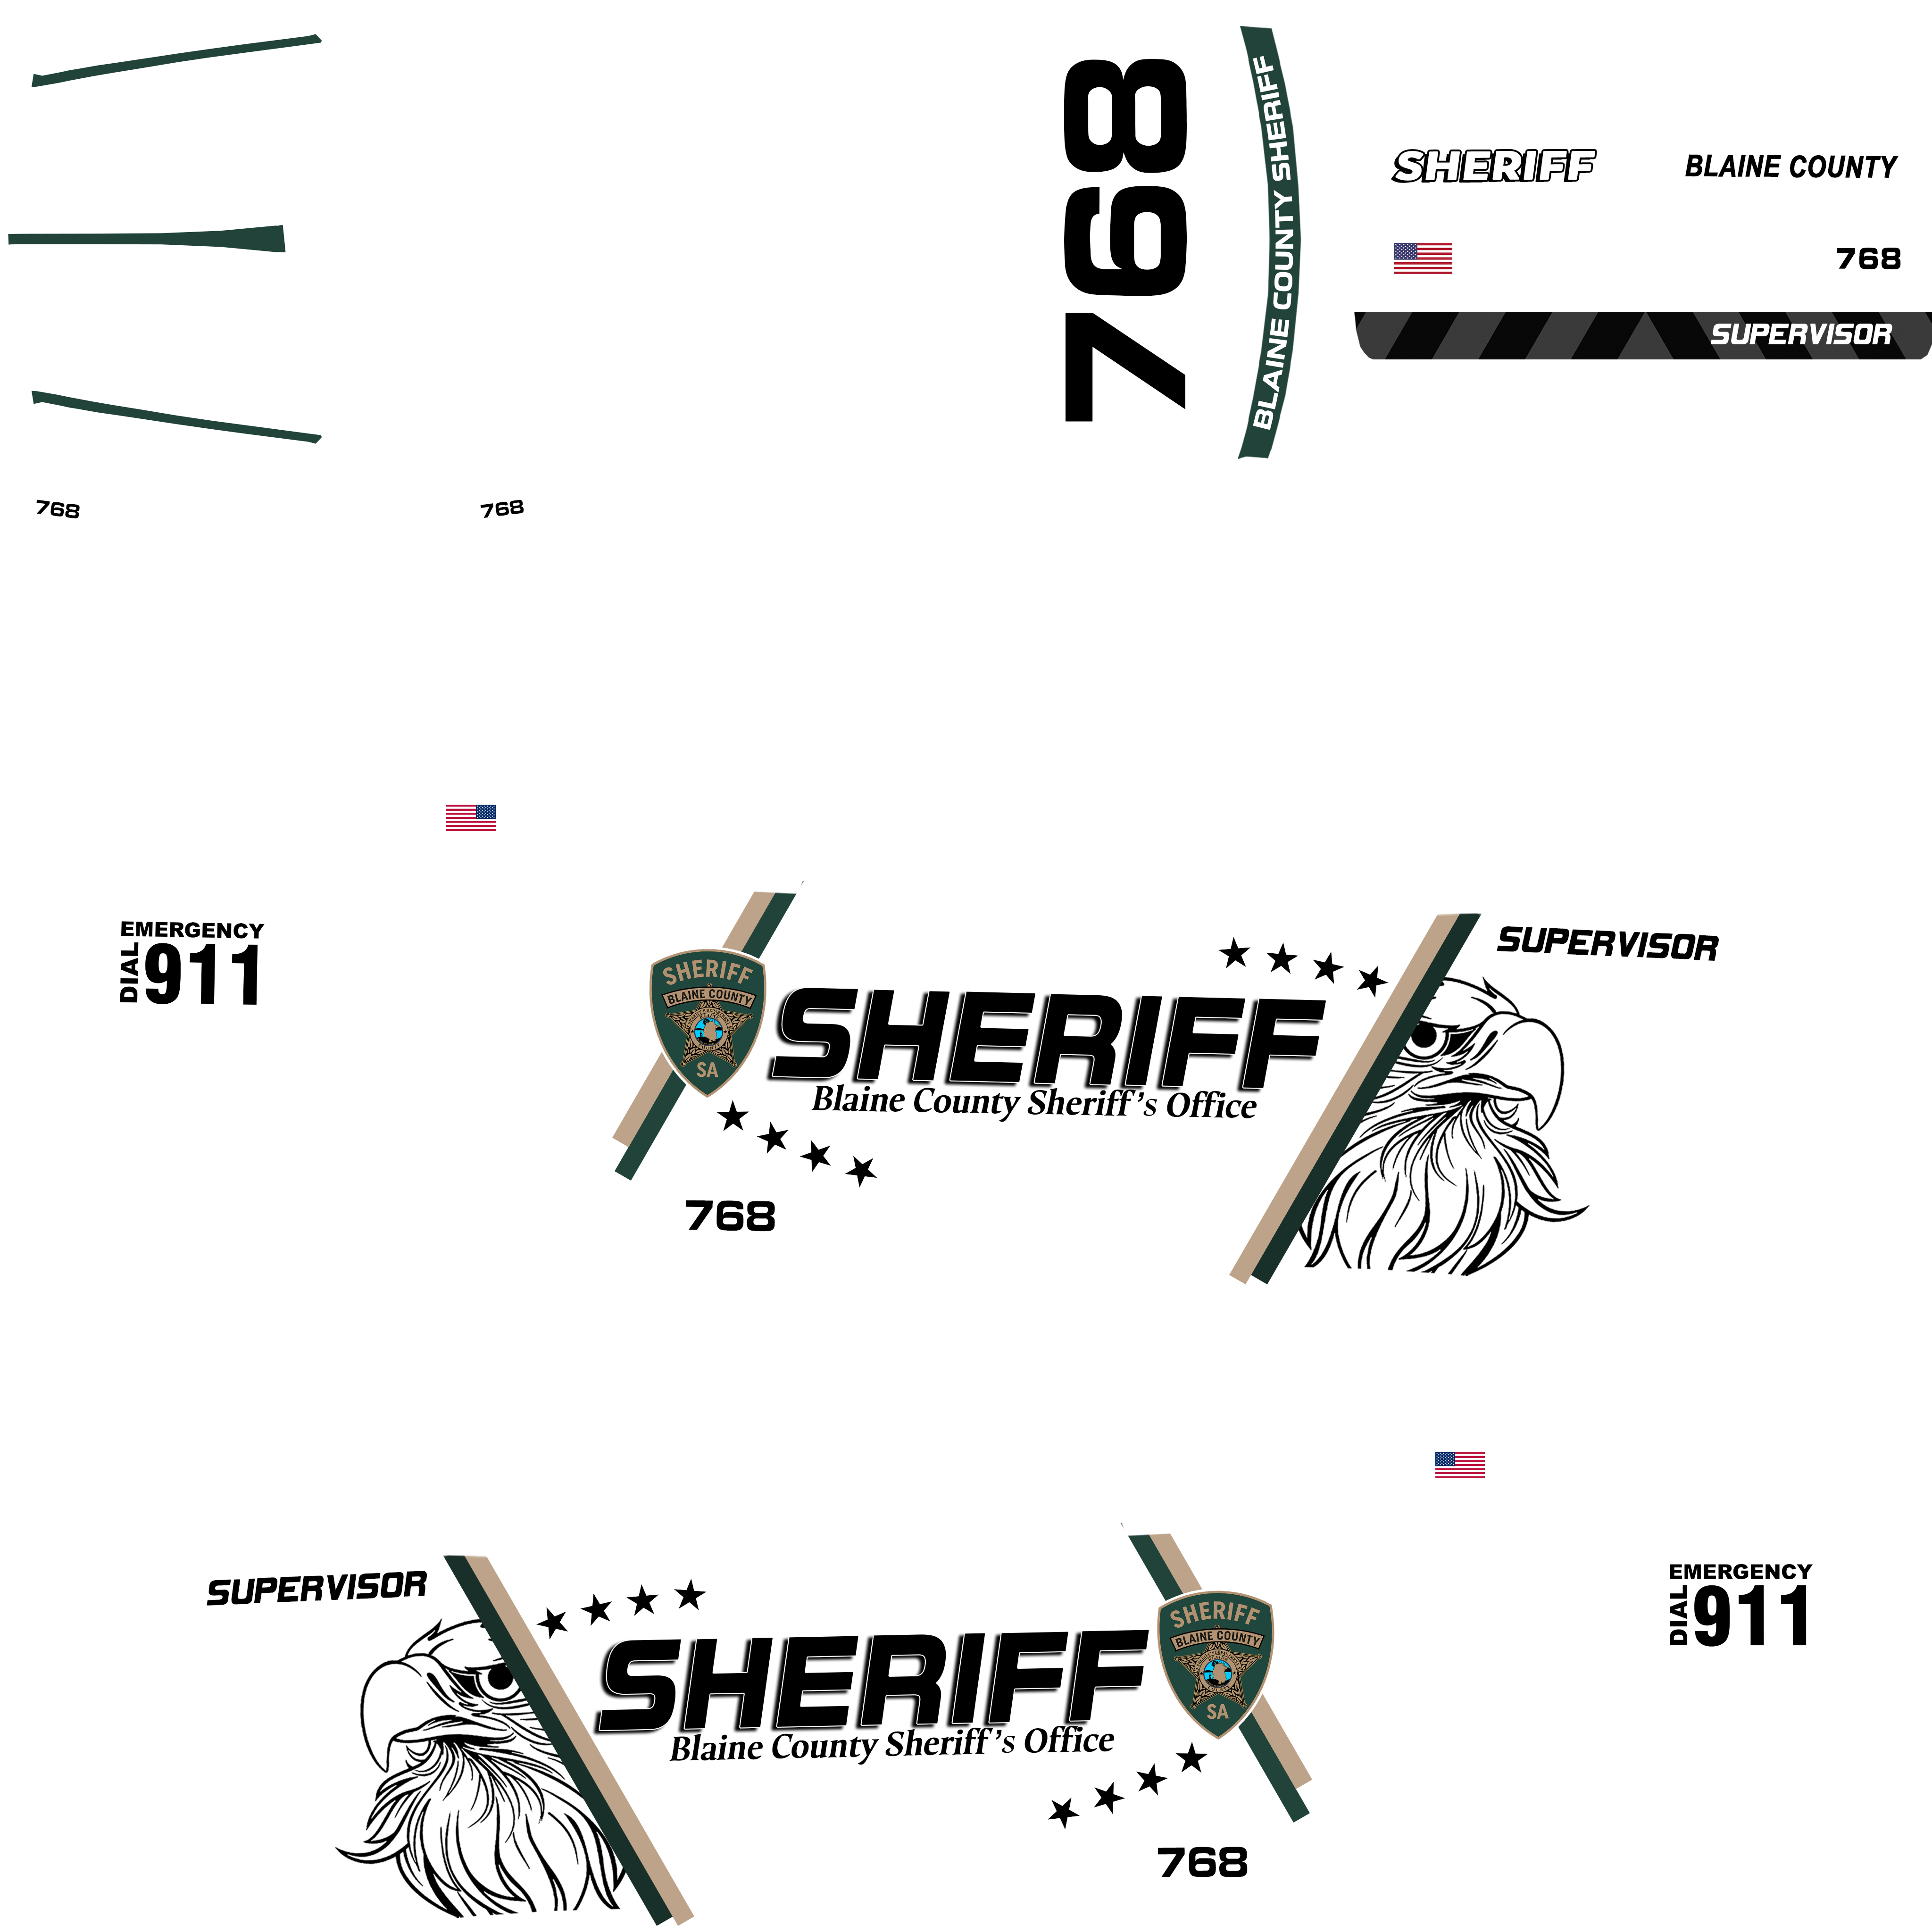 768
BLAINE COUNTY SHERIFF
SHERIFF
BLAINE COUNTY
768
SUPERVISOR
768
768
EMERGENCY
DIAL
911
SHERIFF
BLAINE COUNTY
SA
SHERIFF
Blaine County Sheriff's Office
768
SUPERVISOR
SUPERVISOR
SHERIFF
Blaine County Sheriff's Office
SHERIFF
BLAINE COUNTY
SA
768
EMERGENCY
DIAL
911